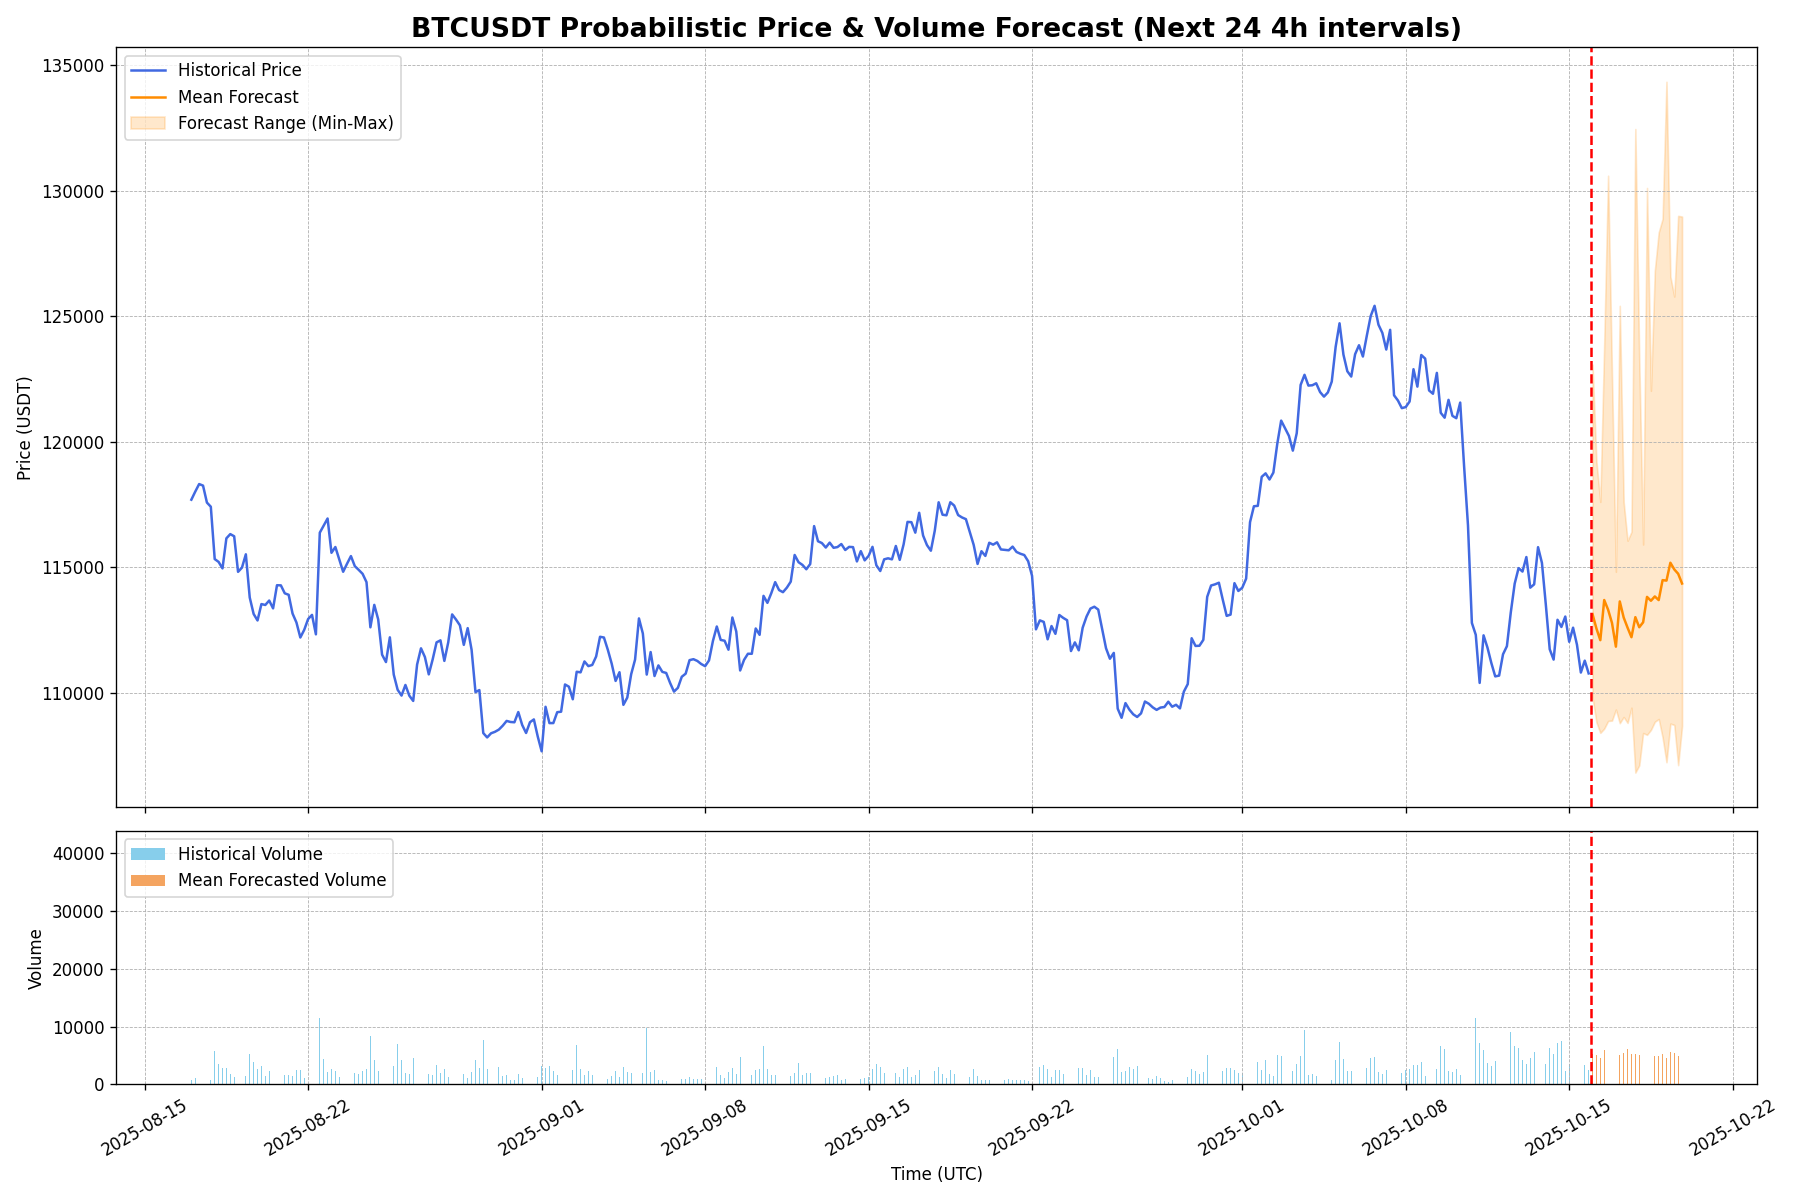 BTCUSDT Probabilistic Price & Volume Forecast (Next 24 4h intervals)
Historical Price
Mean Forecast
Forecast Range (Min-Max)
135000
130000
125000
120000
115000
110000
Price (USDT)
Historical Volume
Mean Forecasted Volume
40000
30000
20000
10000
0
Volume
2025-08-15
2025-08-22
2025-09-01
2025-09-08
2025-09-15
2025-09-22
2025-10-01
2025-10-08
2025-10-15
2025-10-22
Time (UTC)